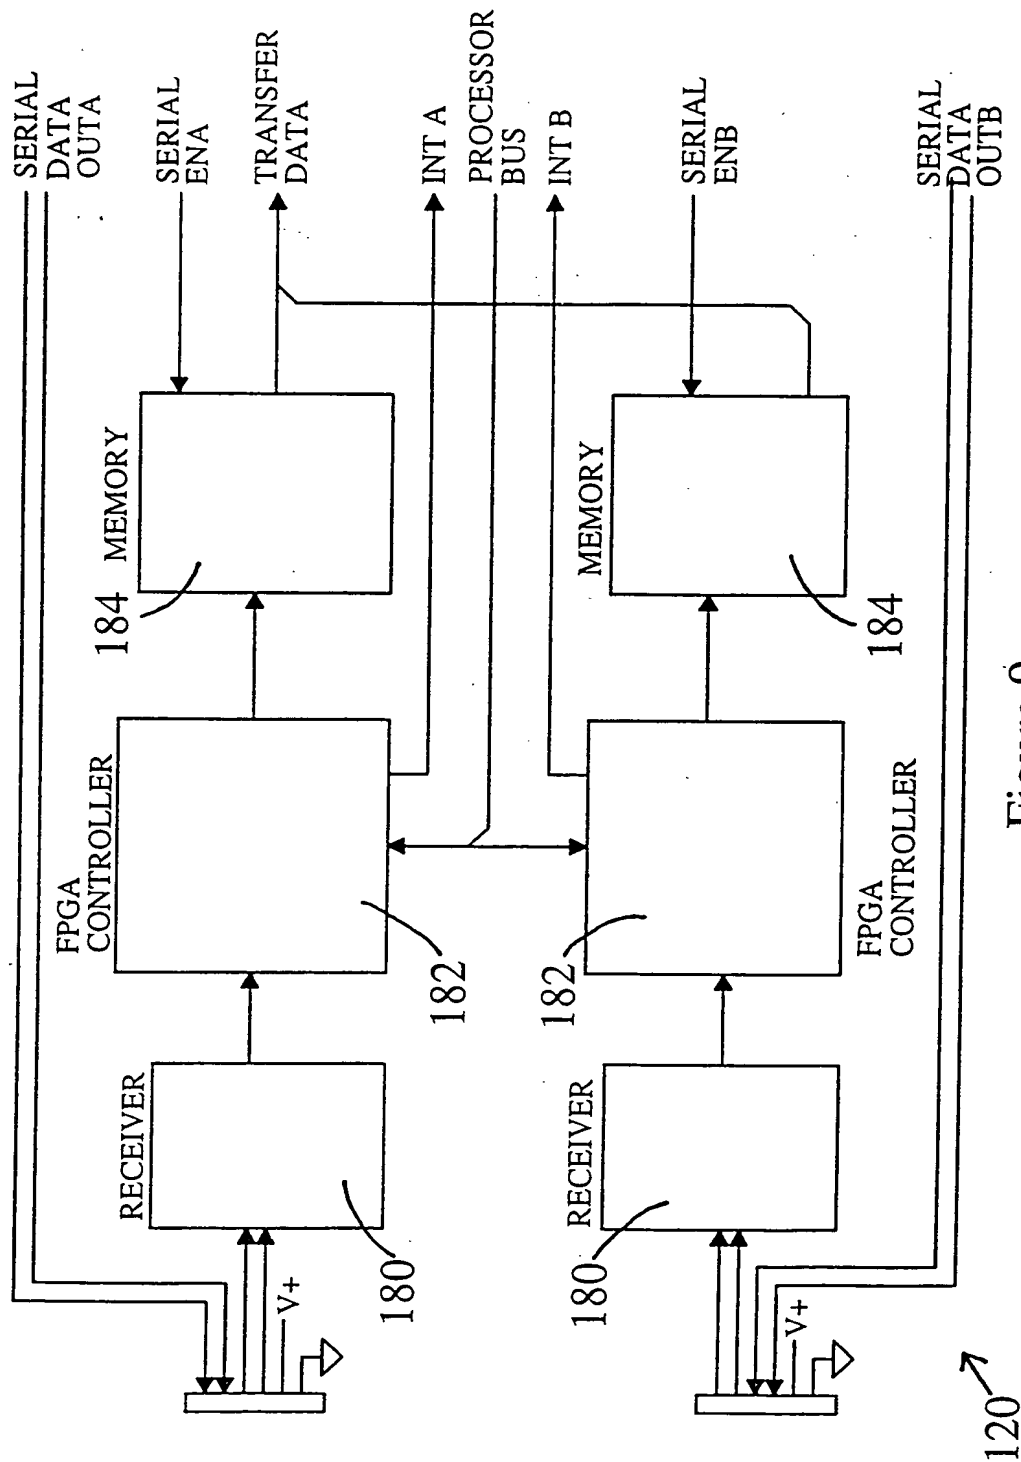 SERIAL
DATA
OUTA
SERIAL
ENA
TRANSFER
DATA
INT A
PROCESSOR
BUS
INT B
SERIAL
ENB
SERIAL
DATA
OUTB
MEMORY
184
MEMORY
184
FPGA
CONTROLLER
182
182
FPGA
CONTROLLER
RECEIVER
180
RECEIVER
180
V+
V+
120
Figure